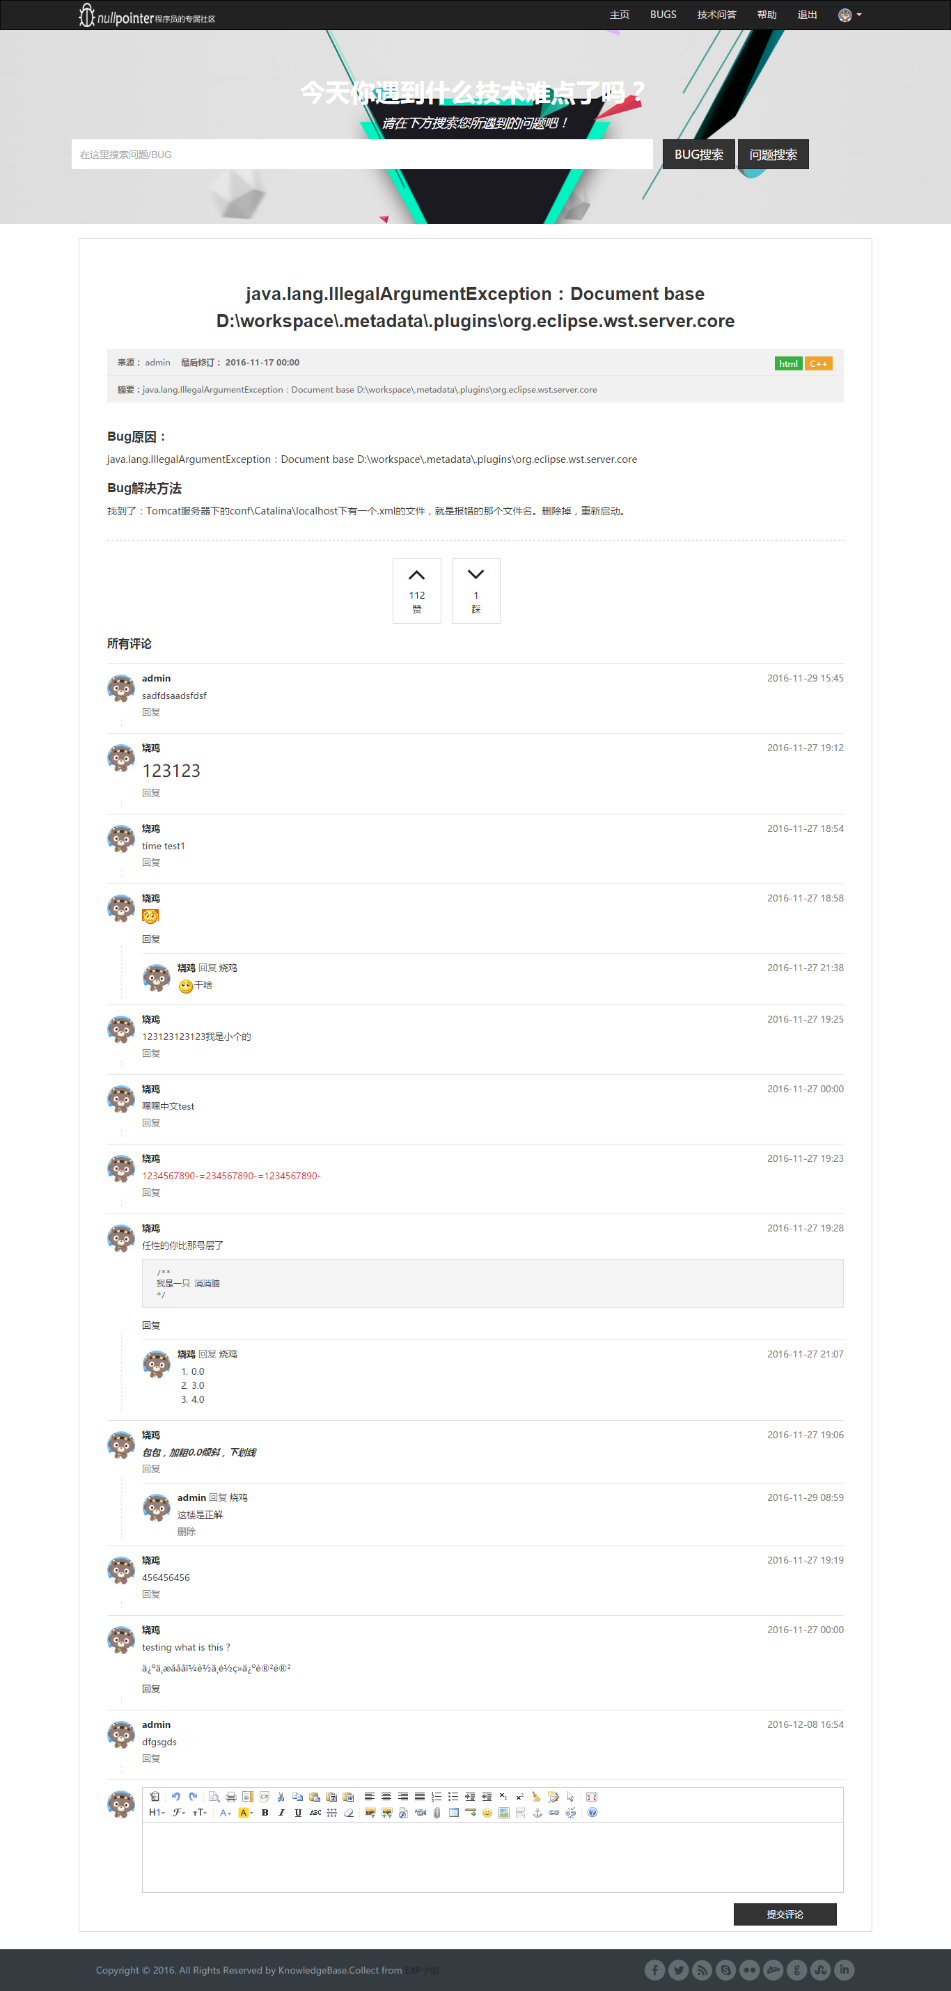 nullpointer程序员的专属社区
主页 BUGS 技术问答 帮助 退出
今天你遇到什么技术难点了吗？
请在下方搜索您所遇到的问题吧！
在这里搜索问题/BUG BUG搜索 问题搜索
java.lang.IllegalArgumentException：Document base
D:\workspace\.metadata\.plugins\org.eclipse.wst.server.core
来源： admin 最后修订： 2016-11-17 00:00 html C++
摘要：java.lang.IllegalArgumentException：Document base D:\workspace\.metadata\.plugins\org.eclipse.wst.server.core
Bug原因：
java.lang.IllegalArgumentException：Document base D:\workspace\.metadata\.plugins\org.eclipse.wst.server.core
Bug解决方法
找到了：Tomcat服务器下的conf\Catalina\localhost下有一个.xml的文件，就是报错的那个文件名。删除掉，重新启动。
112 1
赞 踩
所有评论
admin 2016-11-29 15:45
sadfdsaadsfdsf
回复
烧鸡 2016-11-27 19:12
123123
回复
烧鸡 2016-11-27 18:54
time test1
回复
烧鸡 2016-11-27 18:58
回复
烧鸡 回复 烧鸡 2016-11-27 21:38
干啥
烧鸡 2016-11-27 19:25
123123123123我是小个的
回复
烧鸡 2016-11-27 00:00
嘿嘿中文test
回复
烧鸡 2016-11-27 19:23
1234567890-=234567890-=1234567890-
回复
烧鸡 2016-11-27 19:28
任性的你比那号层了
/**
我是一只
*/
回复
烧鸡 回复 烧鸡 2016-11-27 21:07
1. 0.0
2. 3.0
3. 4.0
烧鸡 2016-11-27 19:06
包包，加粗0.0倾斜，下划线
回复
admin 回复 烧鸡 2016-11-29 08:59
这楼是正解
删除
烧鸡 2016-11-27 19:19
456456456
回复
烧鸡 2016-11-27 00:00
testing what is this ?
回复
admin 2016-12-08 16:54
dfgsgds
回复
提交评论
Copyright © 2016. All Rights Reserved by KnowledgeBase.Collect from EXP小组